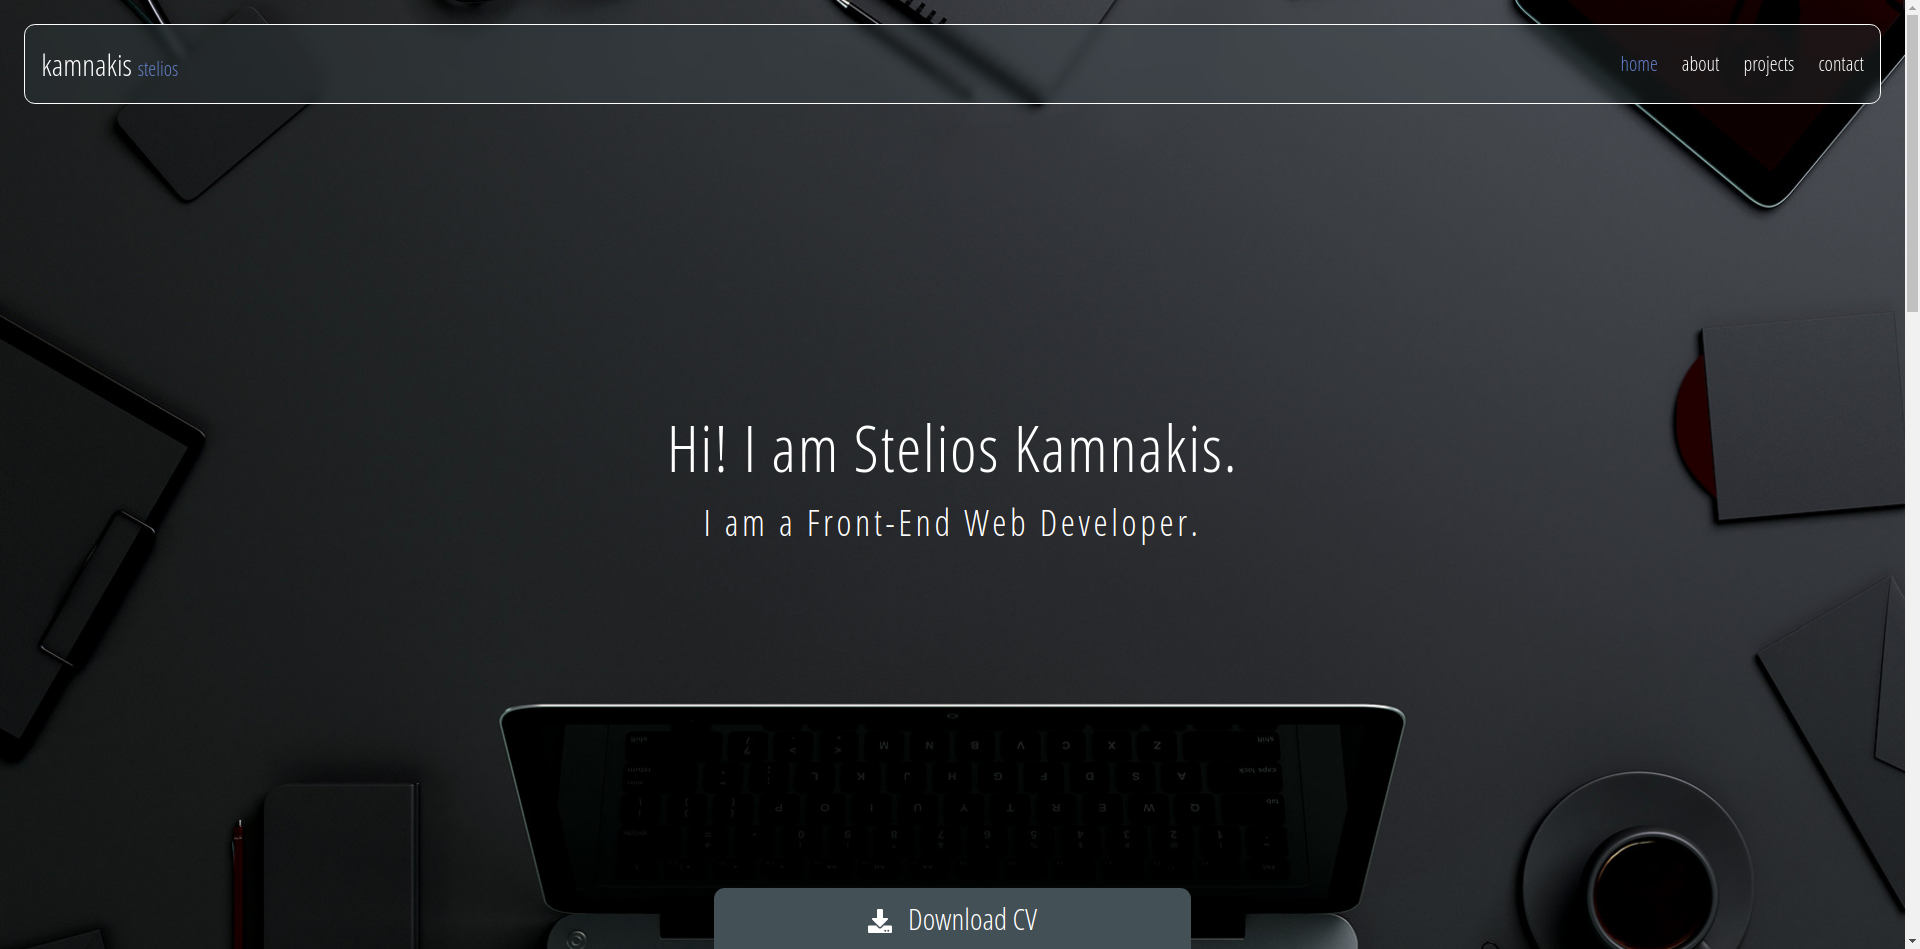 kamnakis stelios
home about projects contact
Hi! I am Stelios Kamnakis.
I am a Front-End Web Developer.
Download CV